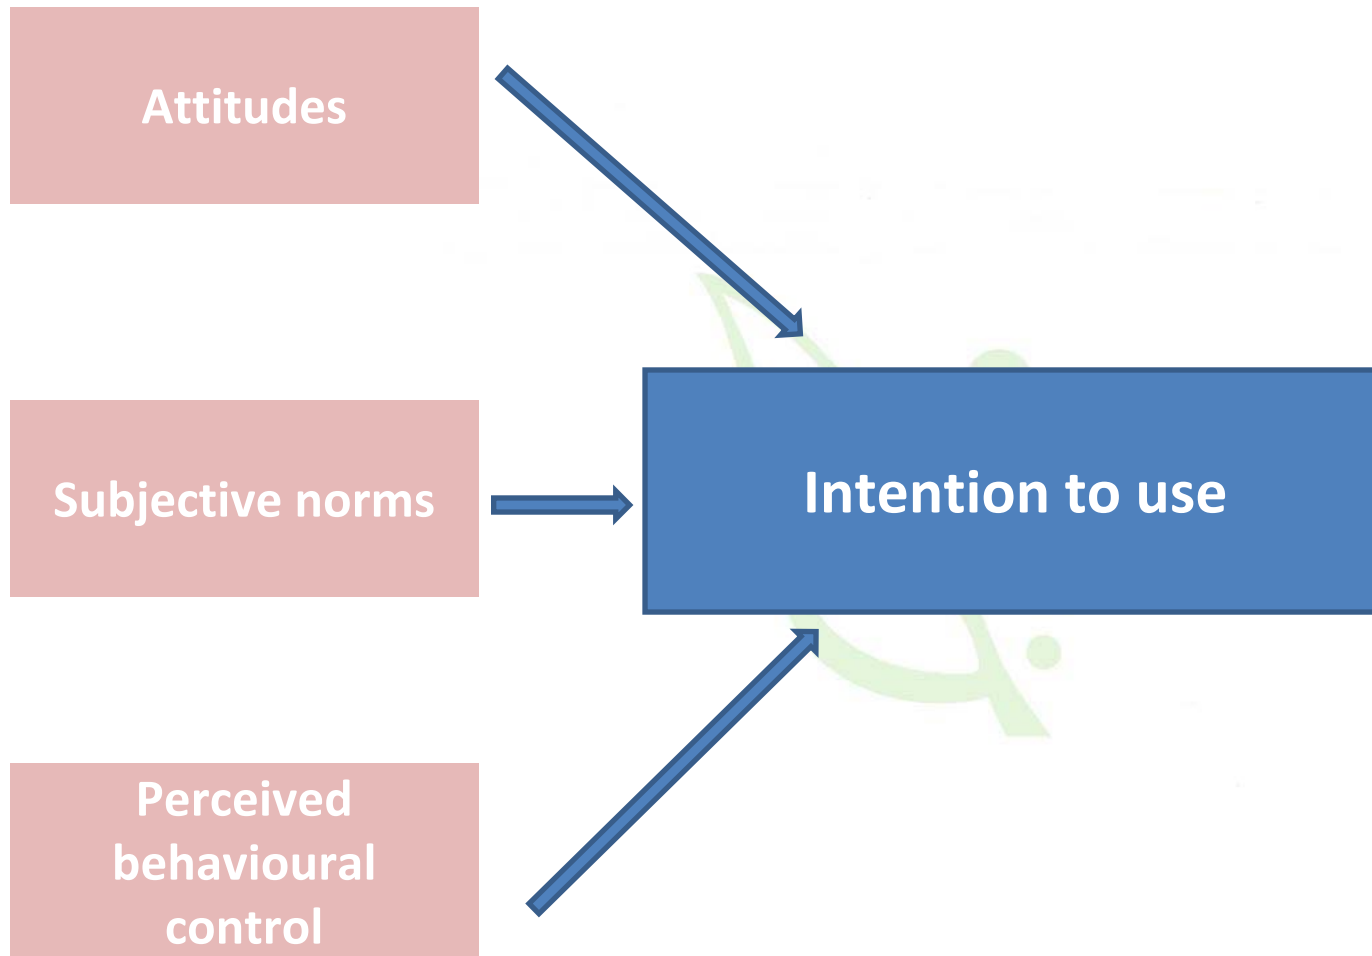 Attitudes
Subjective norms
Intention to use
Perceived
behavioural
control